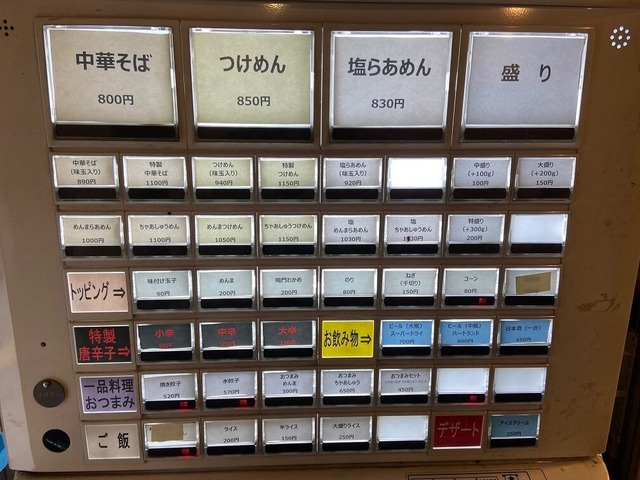 中華そば
800円
つけめん
850円
塩らあめん
830円
盛り
中華そば
(味玉入り)
890円
特製
中華そば
1100円
つけめん
(味玉入り)
940円
特製
つけめん
1150円
塩らあめん
(味玉入り)
920円
中盛り
(+100g)
100円
大盛り
(+200g)
150円
めんまらあめん
1000円
ちゃあしゅうめん
1100円
めんまつけめん
1050円
ちゃあしゅうつけめん
1150円
塩
めんまらあめん
1030円
塩
ちゃあしゅうめん
特盛り
(+300g)
200円
トッピング⇒
味付け玉子
90円
めんま
200円
鳴門わかめ
200円
のり
80円
ねぎ
(千切り)
150円
コーン
80円
特製
唐辛子⇒
小辛
中辛
大辛
お飲み物⇒
ビール(大瓶)
スーパードライ
700円
ビール(中瓶)
ハートランド
600円
日本酒(一合)
450円
一品料理
おつまみ
焼き餃子
520円
水餃子
570円
おつまみ
めんま
300円
おつまみ
ちゃあしゅう
650円
おつまみセット
450円
ご飯
ライス
200円
半ライス
150円
大盛りライス
250円
デザート
アイスクリーム